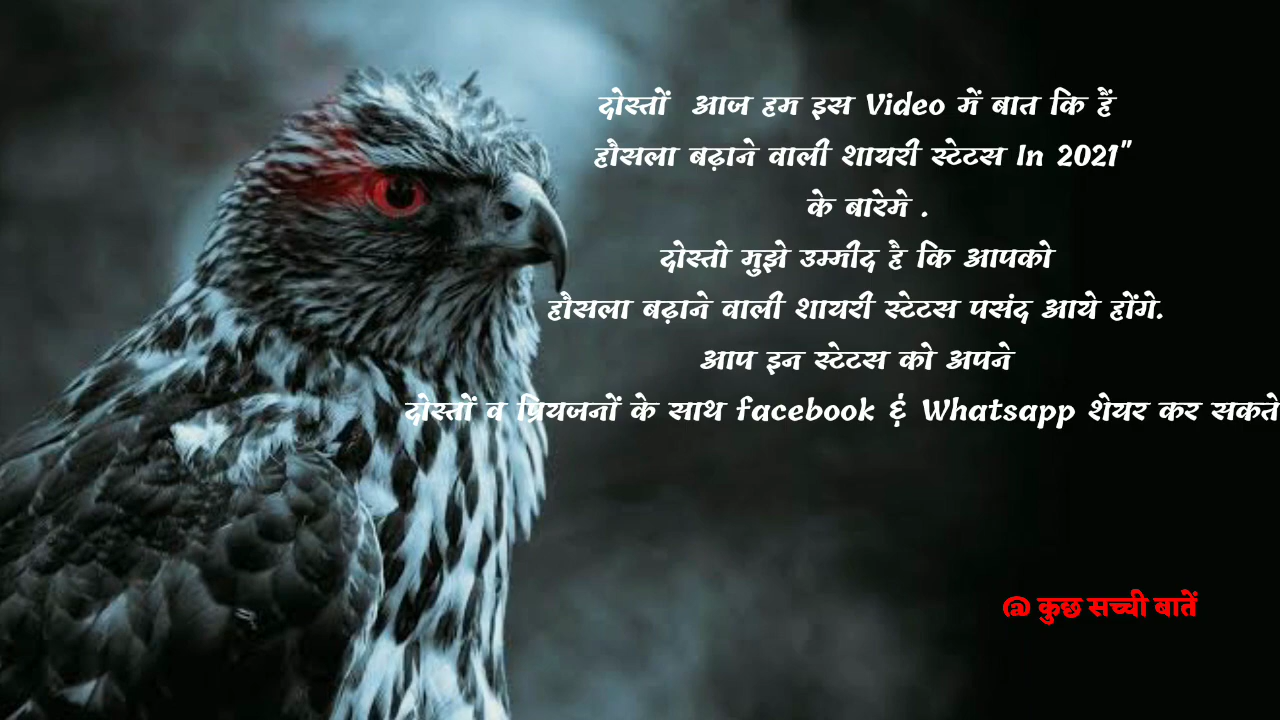 दोस्तों आज हम इस Video में बात कि हैं
हौसला बढ़ाने वाली शायरी स्टेटस In 2021"
के बारेमे .
दोस्तो मुझे उम्मीद है कि आपको
हौसला बढ़ाने वाली शायरी स्टेटस पसंद आये होंगे.
आप इन स्टेटस को अपने
दोस्तों व प्रियजनों के साथ facebook & Whatsapp शेयर कर सकते
@ कुछ सच्ची बातें